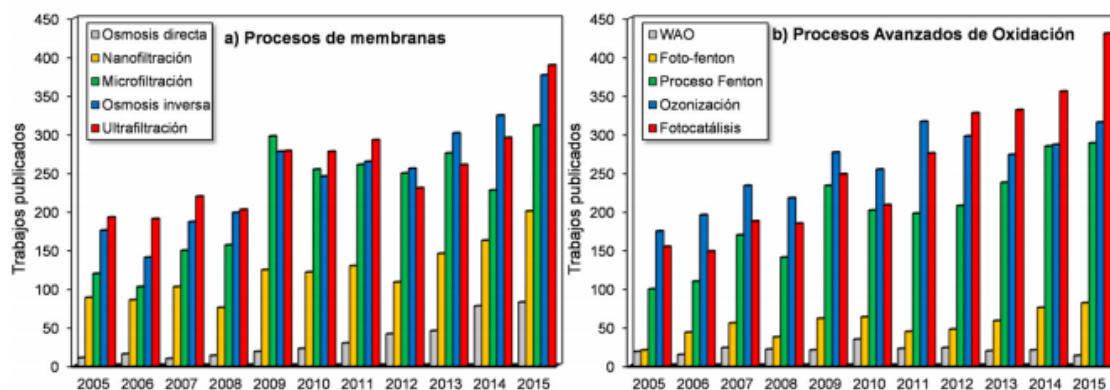 a) Procesos de membranas
Osmosis directa
Nanofiltración
Microfiltración
Osmosis inversa
Ultrafiltración
Trabajos publicados
450
400
350
300
250
200
150
100
50
0
2005 2006 2007 2008 2009 2010 2011 2012 2013 2014 2015
b) Procesos Avanzados de Oxidación
WAO
Foto-fenton
Proceso Fenton
Ozonización
Fotocatálisis
Trabajos publicados
450
400
350
300
250
200
150
100
50
0
2005 2006 2007 2008 2009 2010 2011 2012 2013 2014 2015